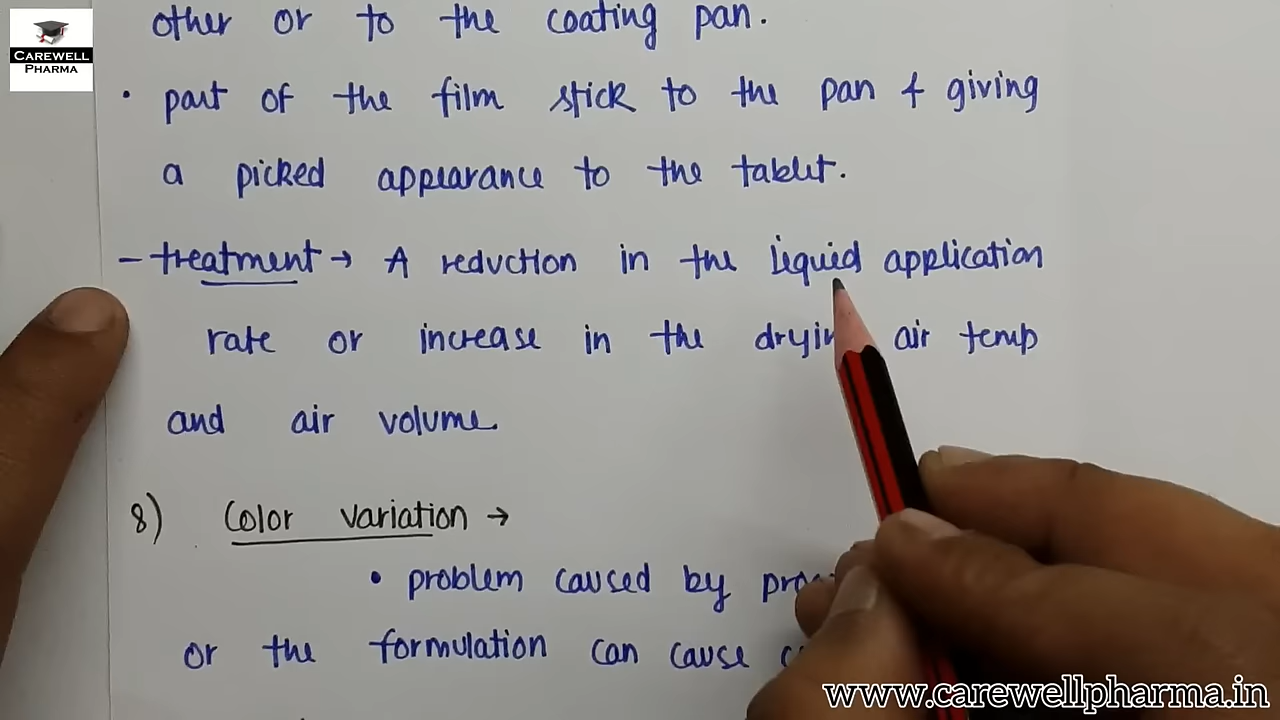 CAREWELL
PHARMA
other or to the coating pan.
• part of the film stick to the pan & giving
a picked appearance to the tablet.
- treatment → A reduction in the liquid application
rate or increase in the air temp
and air volume.
8) Color variation →
• problem caused by
or the formulation can cause
www.carewellpharma.in